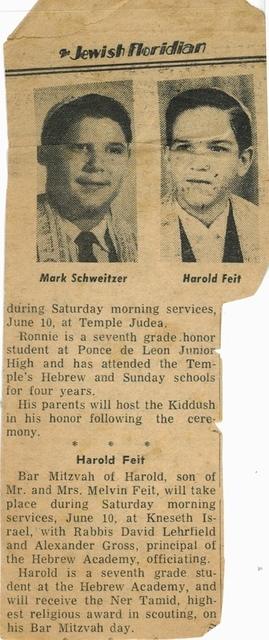 The Jewish Floridian
Mark Schweitzer
Harold Feit
during Saturday morning services,
June 10, at Temple Judea.
Ronnie is a seventh grade honor
student at Ponce de Leon Junior
High and has attended the Tem-
ple's Hebrew and Sunday schools
for four years.
His parents will host the Kiddush
in his honor following the cere-
mony.
* * *
Harold Feit
Bar Mitzvah of Harold, son of
Mr. and Mrs. Melvin Feit, will take
place during Saturday morning
services, June 10, at Kneseth Is-
rael, with Rabbis David Lehrfield
and Alexander Gross, principal of
the Hebrew Academy, officiating.
Harold is a seventh grade stu-
dent at the Hebrew Academy, and
will receive the Ner Tamid, high-
est religious award in scouting, on
his Bar Mitzvah day.